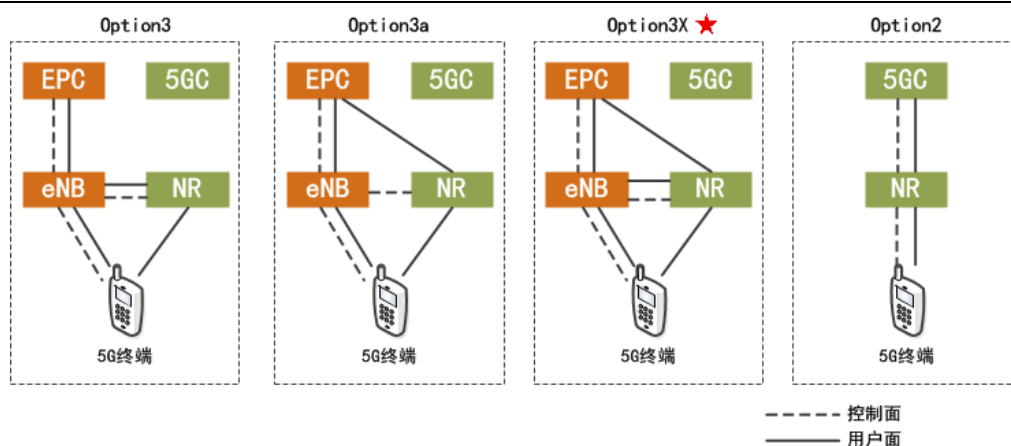 Option3 Option3a Option3X Option2
EPC 5GC EPC 5GC EPC 5GC 5GC
eNB NR eNB NR eNB NR NR
5G终端 5G终端 5G终端 5G终端
控制面
用户面